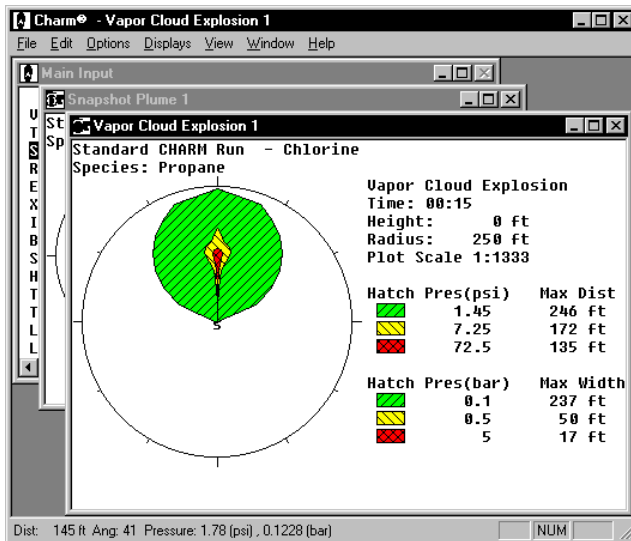 Charm® - Vapor Cloud Explosion 1
File Edit Options Displays View Window Help
Main Input
Snapshot Plume 1
Vapor Cloud Explosion 1
V
T
S
R
E
X
I
B
S
H
T
T
L
L
St
Sp
Standard CHARM Run - Chlorine
Species: Propane
S
Vapor Cloud Explosion
Time: 00:15
Height: 0 ft
Radius: 250 ft
Plot Scale 1:1333
Hatch Pres(psi) Max Dist
1.45 246 ft
7.25 172 ft
72.5 135 ft
Hatch Pres(bar) Max Width
0.1 237 ft
0.5 50 ft
5 17 ft
Dist: 145 ft Ang: 41 Pressure: 1.78 (psi) , 0.1228 (bar) NUM